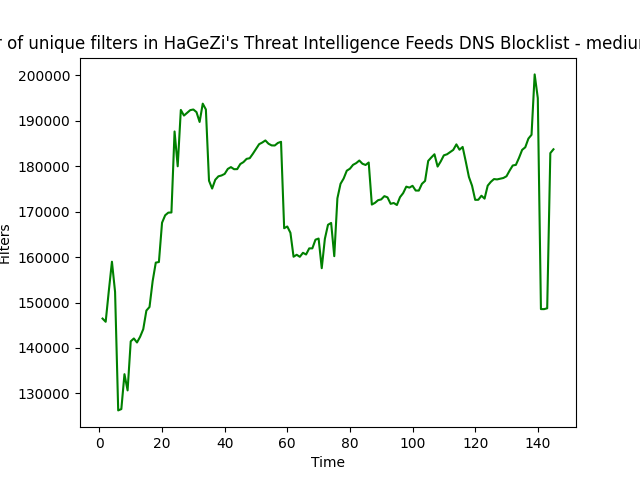 r of unique filters in HaGeZi's Threat Intelligence Feeds DNS Blocklist - mediu
200000
190000
180000
170000
160000
150000
140000
130000
Filters
0 20 40 60 80 100 120 140
Time